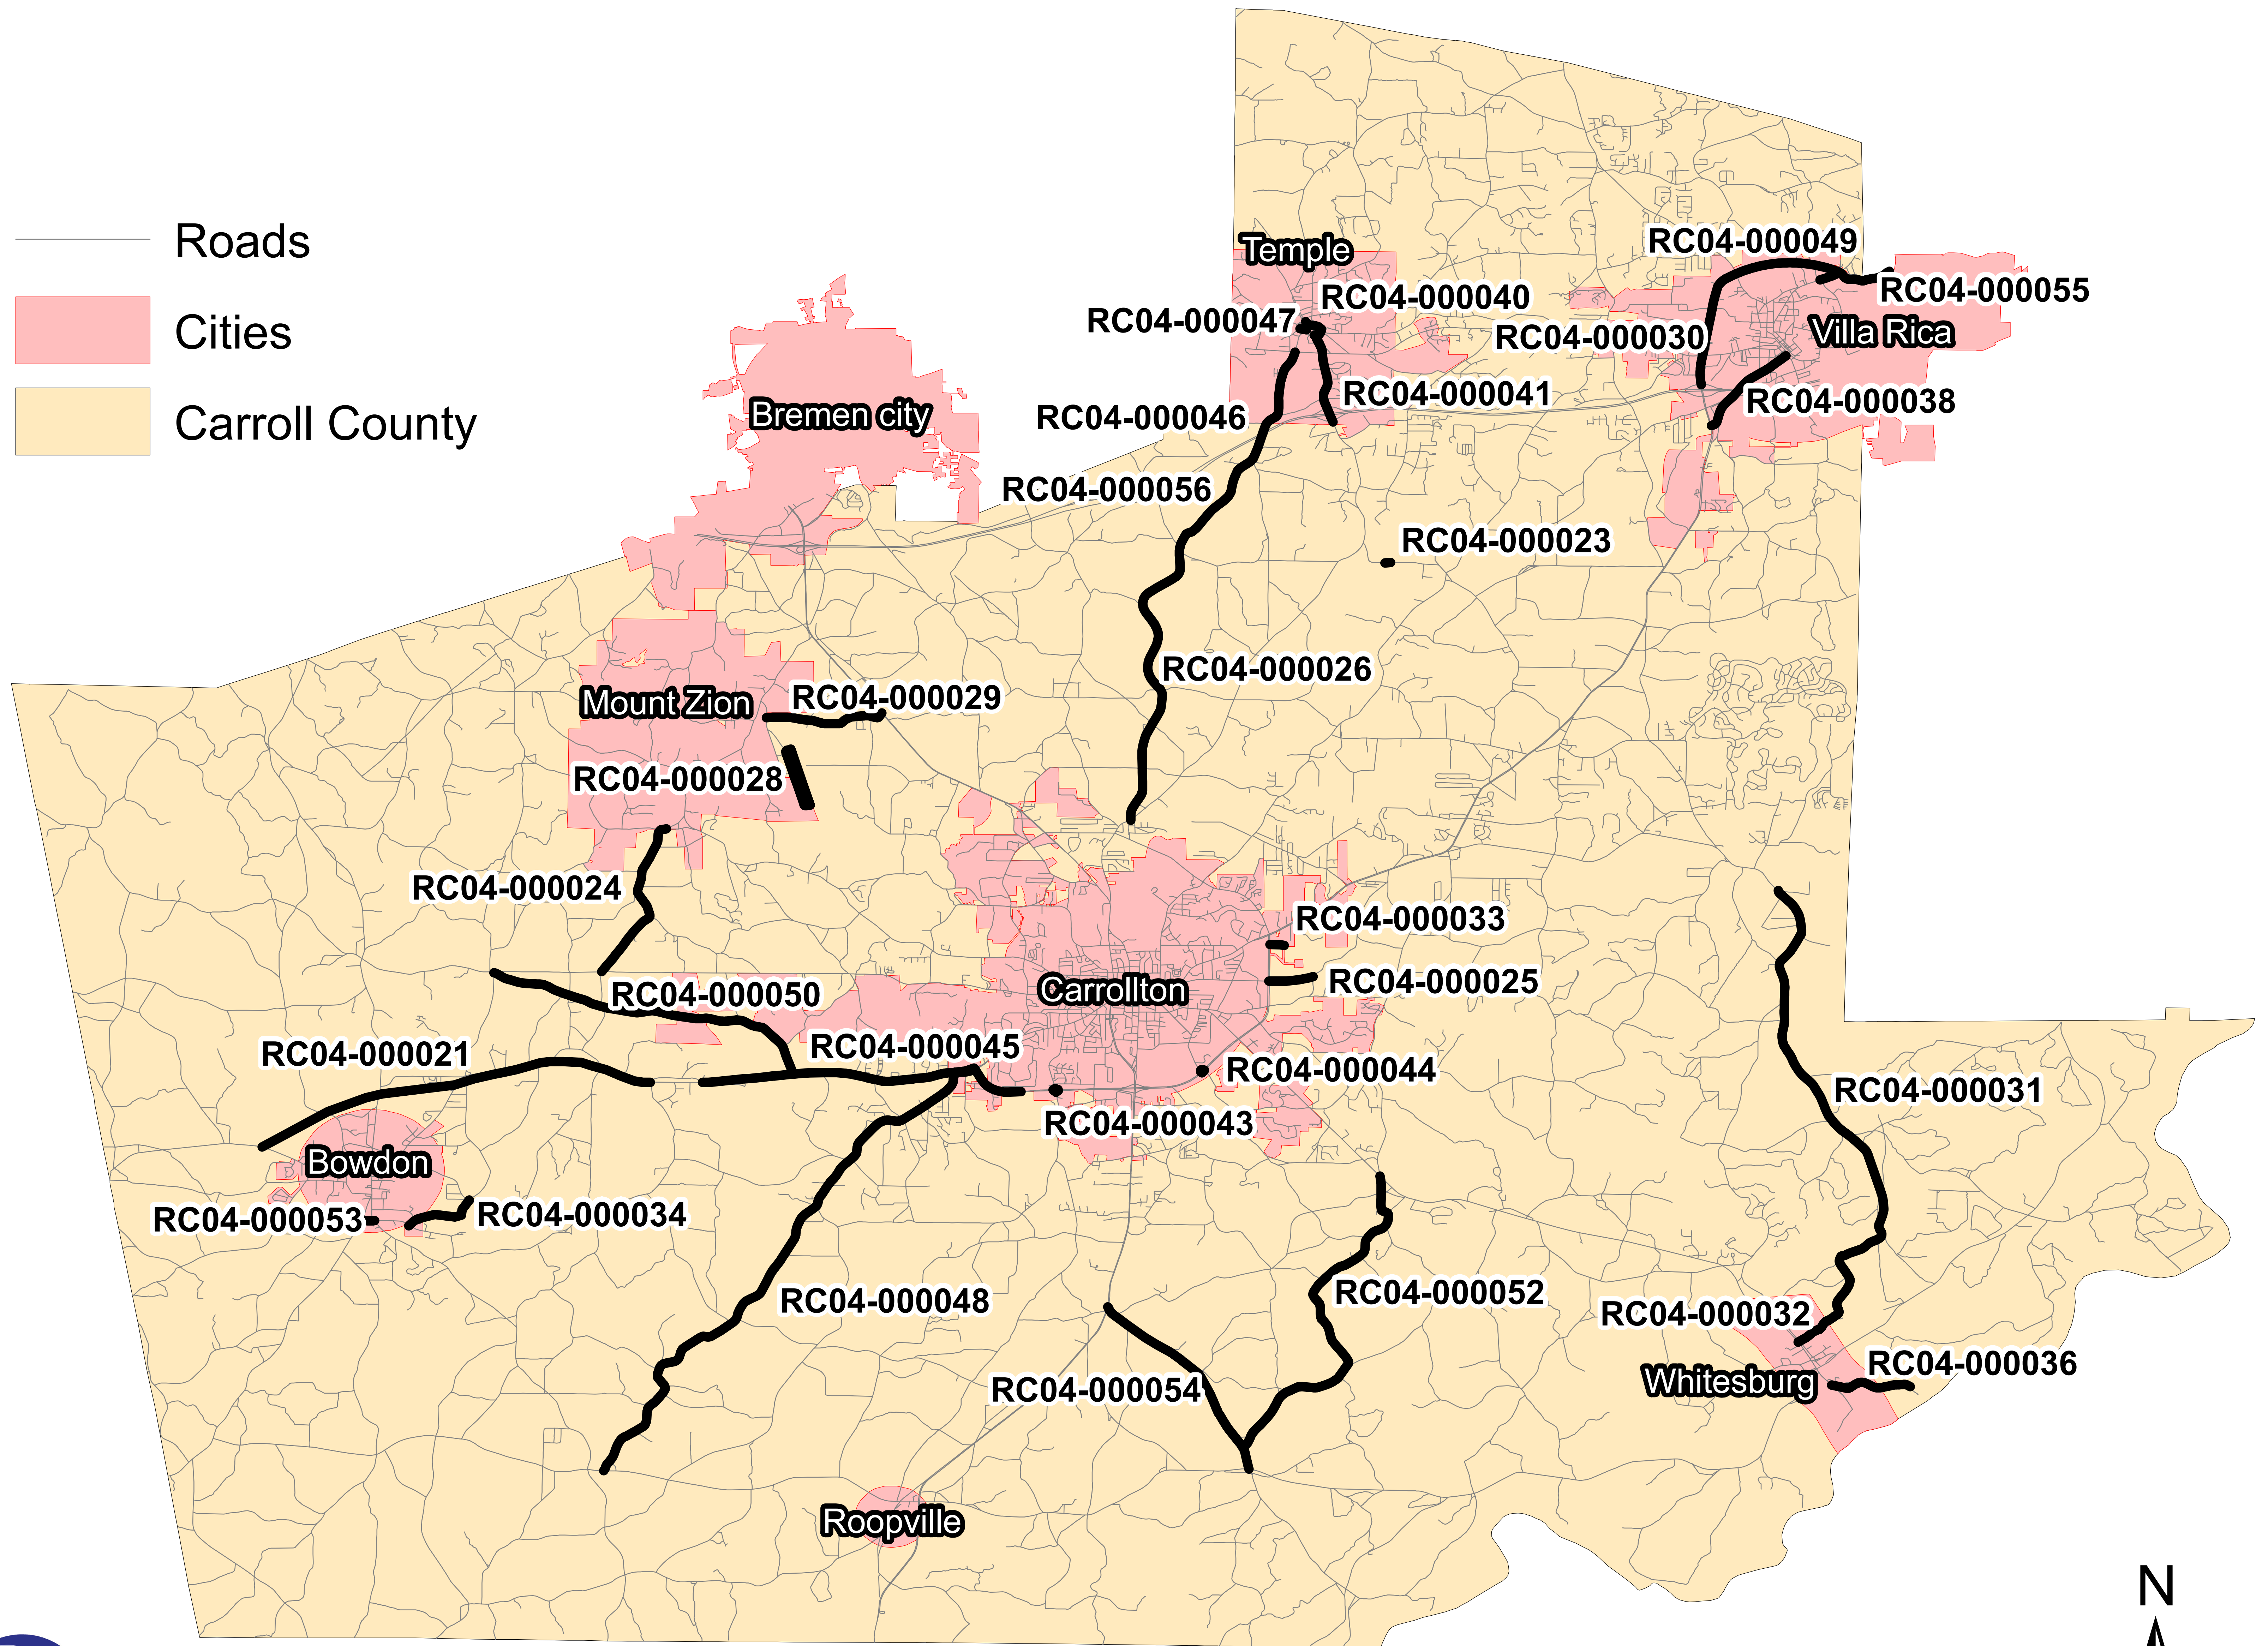 Roads
Cities
Carroll County
Temple
RC04-000049
RC04-000055
RC04-000040
RC04-000047
RC04-000030
Villa Rica
RC04-000041
RC04-000038
RC04-000046
Bremen city
RC04-000056
RC04-000023
RC04-000026
Mount Zion
RC04-000029
RC04-000028
RC04-000024
RC04-000033
RC04-000025
Carrollton
RC04-000050
RC04-000045
RC04-000021
RC04-000044
RC04-000031
RC04-000043
Bowdon
RC04-000053
RC04-000034
RC04-000048
RC04-000052
RC04-000032
RC04-000036
Whitesburg
RC04-000054
Roopville
N